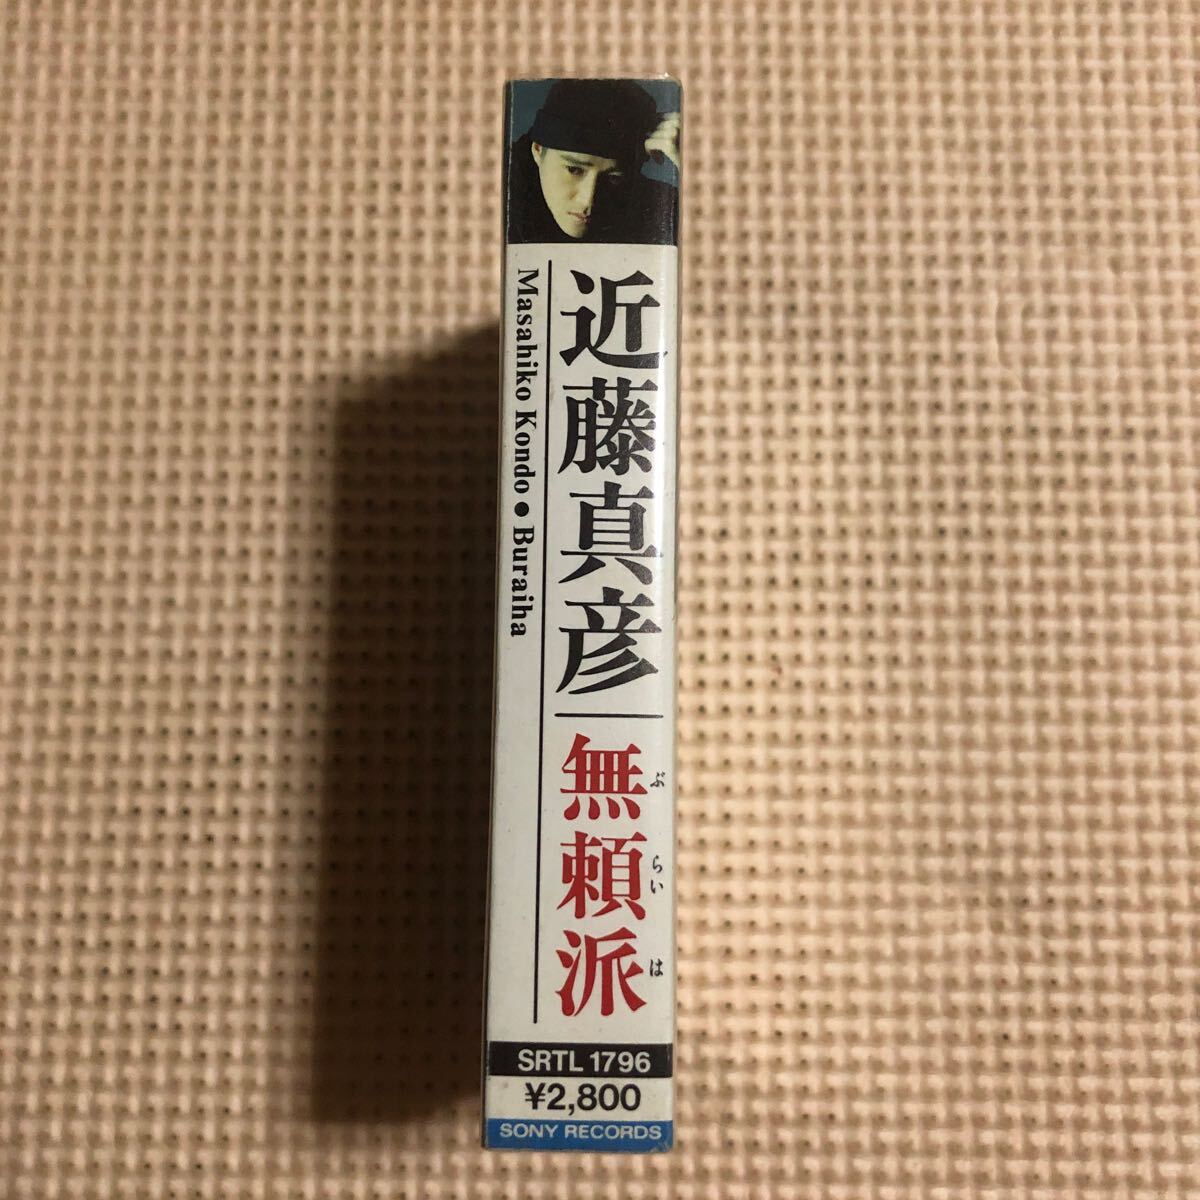 近藤真彦
無頼派
ぶらいは
Masahiko Kondo ● Buraiha
SRTL 1796
¥2,800
SONY RECORDS